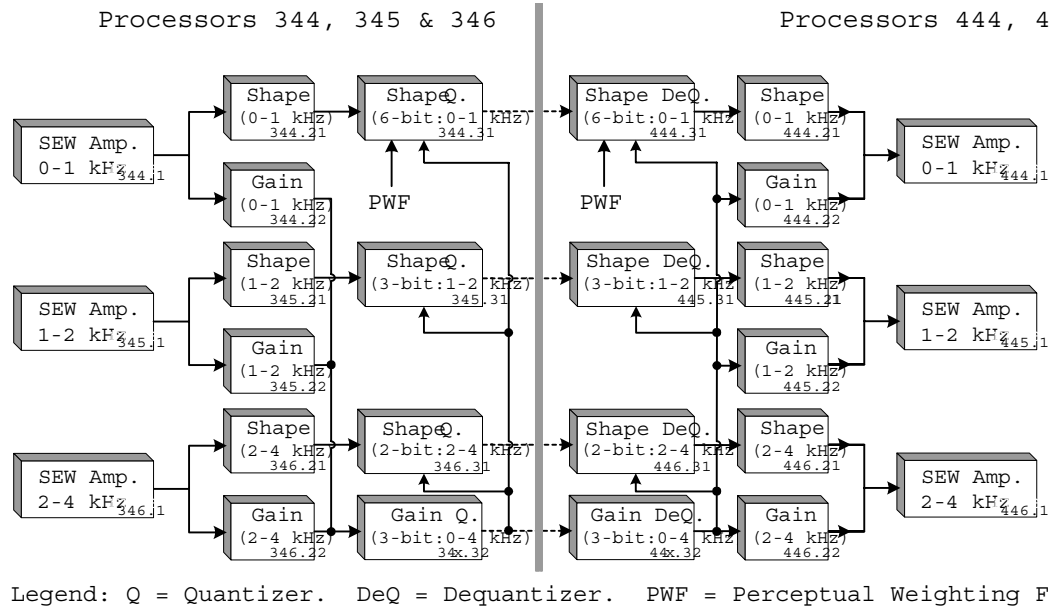 Processors 344, 345 & 346
Processors 444, 4
SEW Amp.
0-1 kHz
344.1
Shape
(0-1 kHz)
344.21
Gain
(0-1 kHz)
344.22
Shape Q.
(6-bit:0-1 kHz)
344.31
PWF
Shape DeQ.
(6-bit:0-1 kHz)
444.31
PWF
Shape
(0-1 kHz)
444.21
Gain
(0-1 kHz)
444.22
SEW Amp.
0-1 kHz
444.1
SEW Amp.
1-2 kHz
345.1
Shape
(1-2 kHz)
345.21
Gain
(1-2 kHz)
345.22
Shape Q.
(3-bit:1-2 kHz)
345.31
Shape DeQ.
(3-bit:1-2 kHz)
445.31
Shape
(1-2 kHz)
445.21
Gain
(1-2 kHz)
445.22
SEW Amp.
1-2 kHz
445.1
SEW Amp.
2-4 kHz
346.1
Shape
(2-4 kHz)
346.21
Gain
(2-4 kHz)
346.22
Shape Q.
(2-bit:2-4 kHz)
346.31
Gain Q.
(3-bit:0-4 kHz)
34x.32
Shape DeQ.
(2-bit:2-4 kHz)
446.31
Gain DeQ.
(3-bit:0-4 kHz)
44x.32
Shape
(2-4 kHz)
446.21
Gain
(2-4 kHz)
446.22
SEW Amp.
2-4 kHz
446.1
Legend: Q = Quantizer. DeQ = Dequantizer. PWF = Perceptual Weighting F